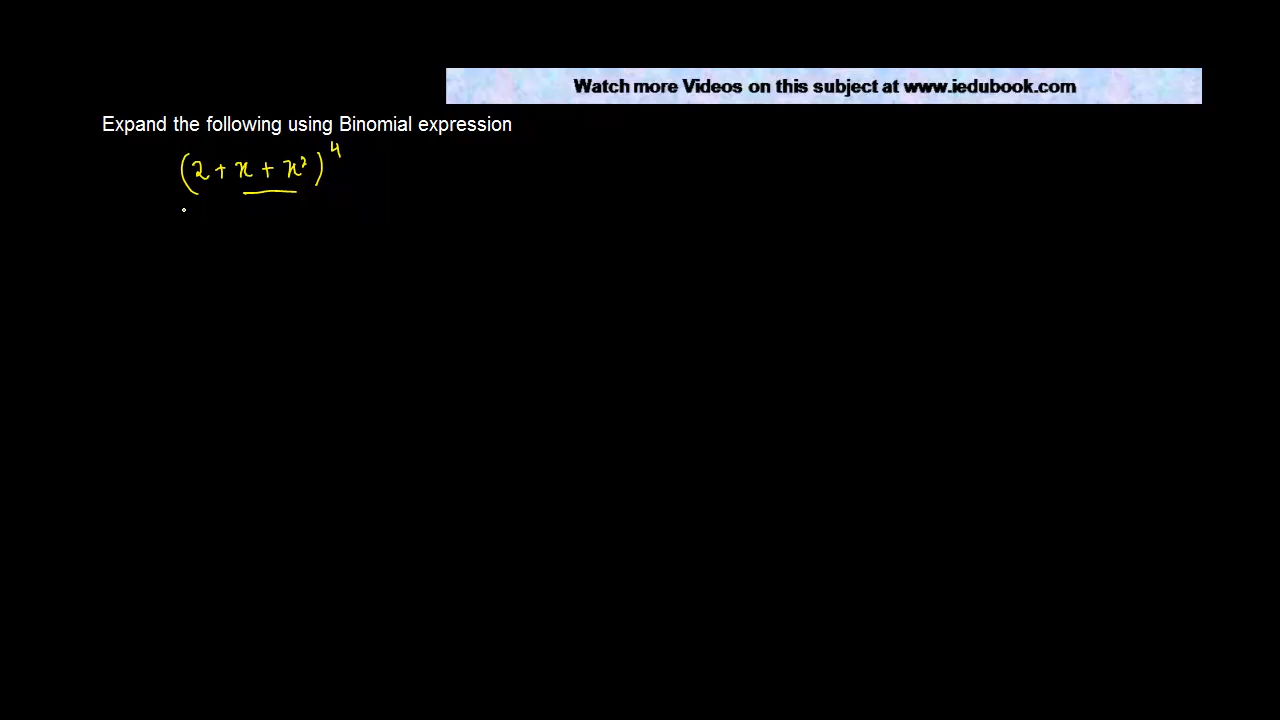 Watch more Videos on this subject at www.iedubook.com
Expand the following using Binomial expression
(2 + x + x²)⁴